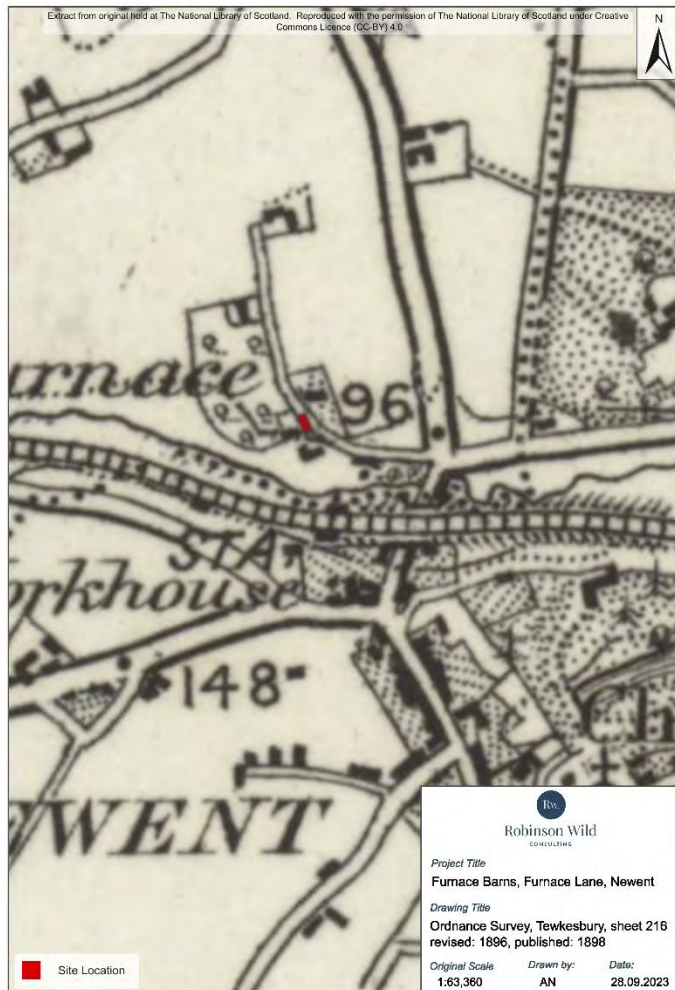 Extract from original held at The National Library of Scotland. Reproduced with the permission of The National Library of Scotland under Creative
Commons Licence (CC-BY) 4.0
N
urnace
96
STA.
orkhouse
148
Ch
EWENT
Rw.
Robinson Wild
CONSULTING
Project Title
Furnace Barns, Furnace Lane, Newent
Drawing Title
Ordnance Survey, Tewkesbury, sheet 216
revised: 1896, published: 1898
Original Scale Drawn by: Date:
1:63,360 AN 28.09.2023
Site Location